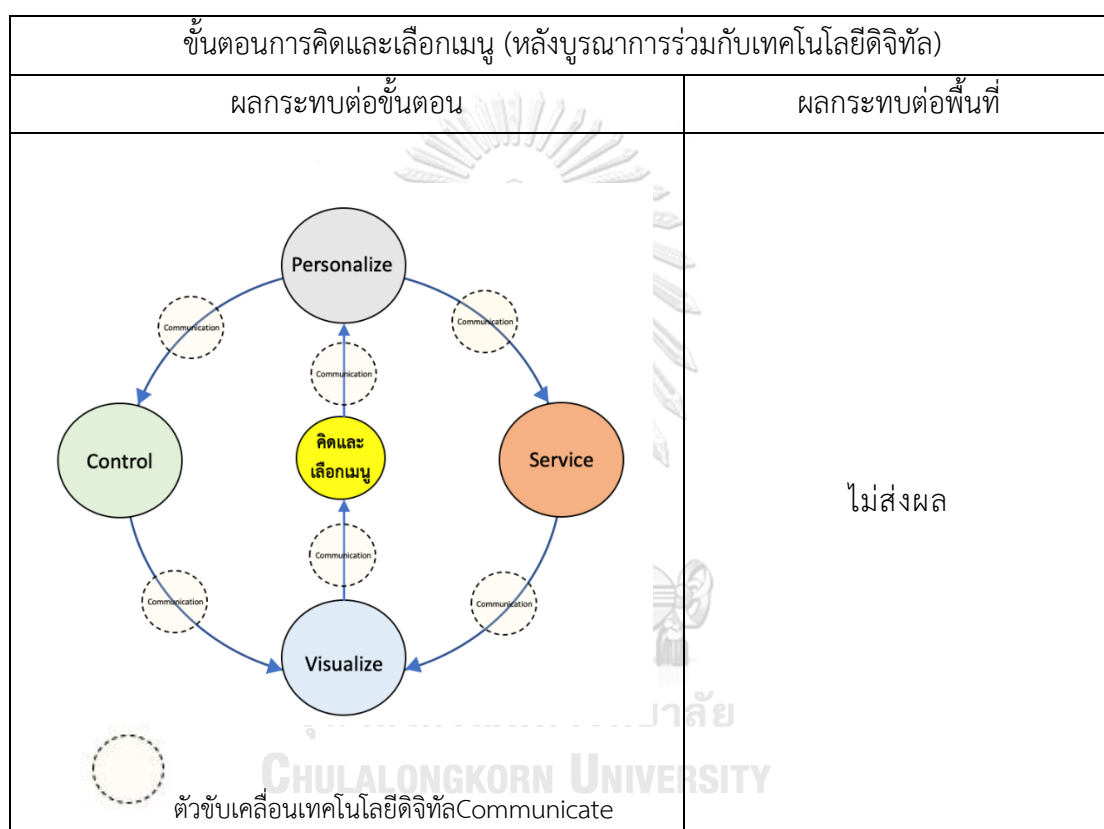 ขั้นตอนการคิดและเลือกเมนู (หลังบูรณาการร่วมกับเทคโนโลยีดิจิทัล)
ผลกระทบต่อขั้นตอน
ผลกระทบต่อพื้นที่
Personalize
Communication
Communication
Communication
Control
คิดและ
เลือกเมนู
Service
ไม่ส่งผล
Communication
Communication
Communication
Visualize
CHULALONGKORN UNIVERSITY
ตัวขับเคลื่อนเทคโนโลยีดิจิทัลCommunicate